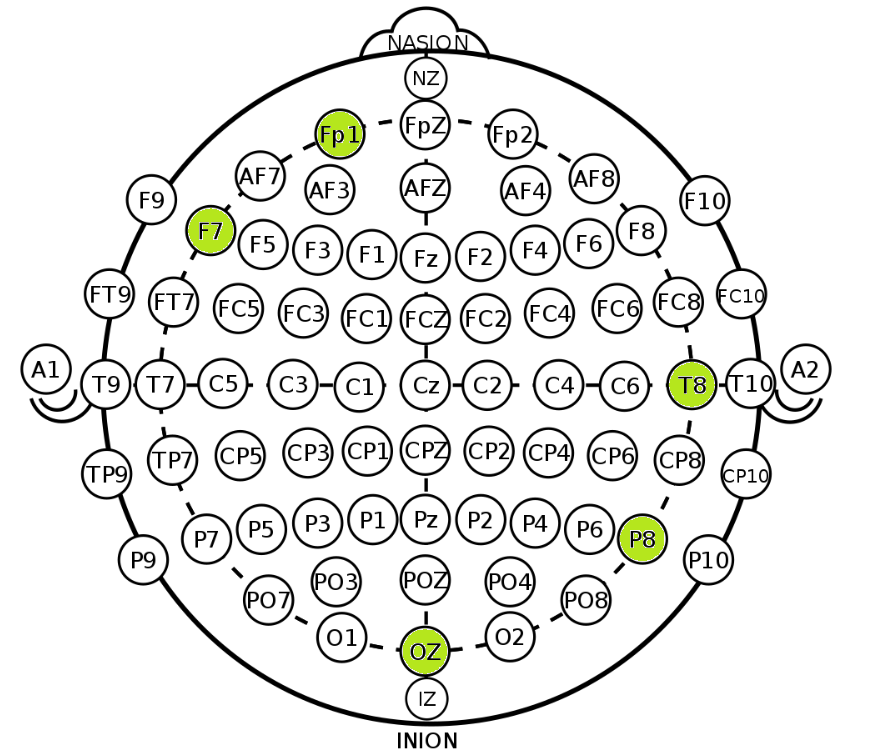 NASION
NZ
Fp1 FpZ Fp2
AF7 AF3 AFZ AF4 AF8
F9 F10
F7 F5 F3 F1 Fz F2 F4 F6 F8
FT9 FT7 FC5 FC3 FC1 FCZ FC2 FC4 FC6 FC8 FC10
A1 T9 T7 C5 C3 C1 Cz C2 C4 C6 T8 T10 A2
TP9 TP7 CP5 CP3 CP1 CPZ CP2 CP4 CP6 CP8 CP10
P9 P7 P5 P3 P1 Pz P2 P4 P6 P8 P10
PO7 PO3 POZ PO4 PO8
O1 OZ O2
IZ
INION